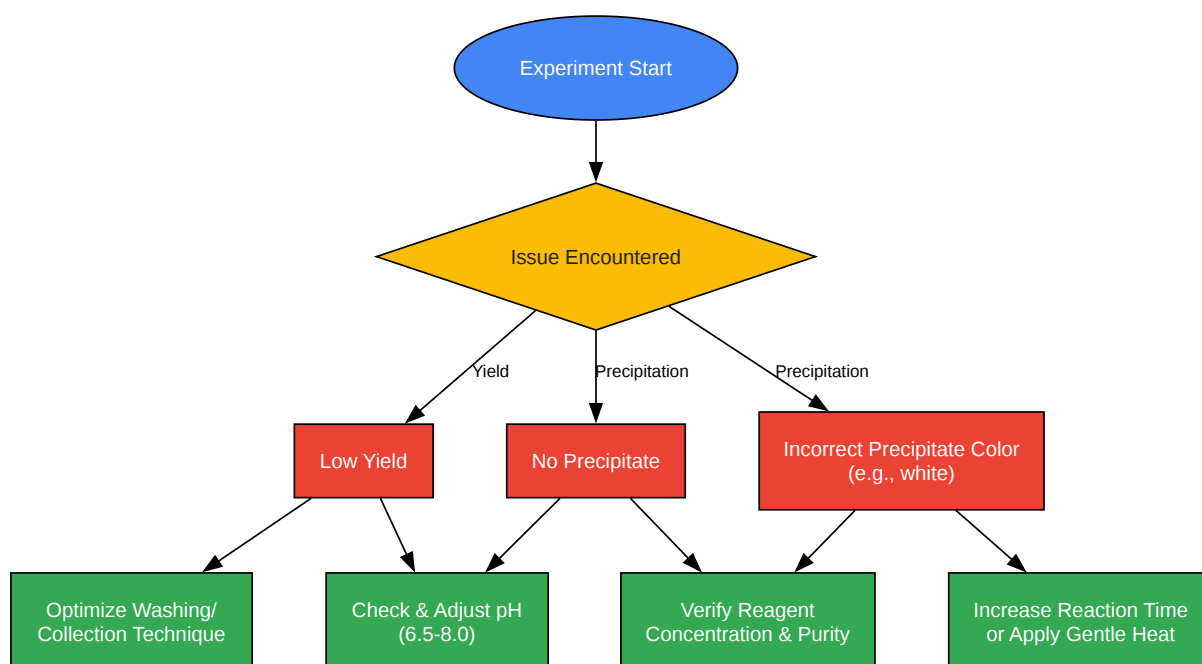 Experiment Start
Issue Encountered
Yield
Precipitation
Precipitation
Low Yield
No Precipitate
Incorrect Precipitate Color
(e.g., white)
Optimize Washing/
Collection Technique
Check & Adjust pH
(6.5-8.0)
Verify Reagent
Concentration & Purity
Increase Reaction Time
or Apply Gentle Heat